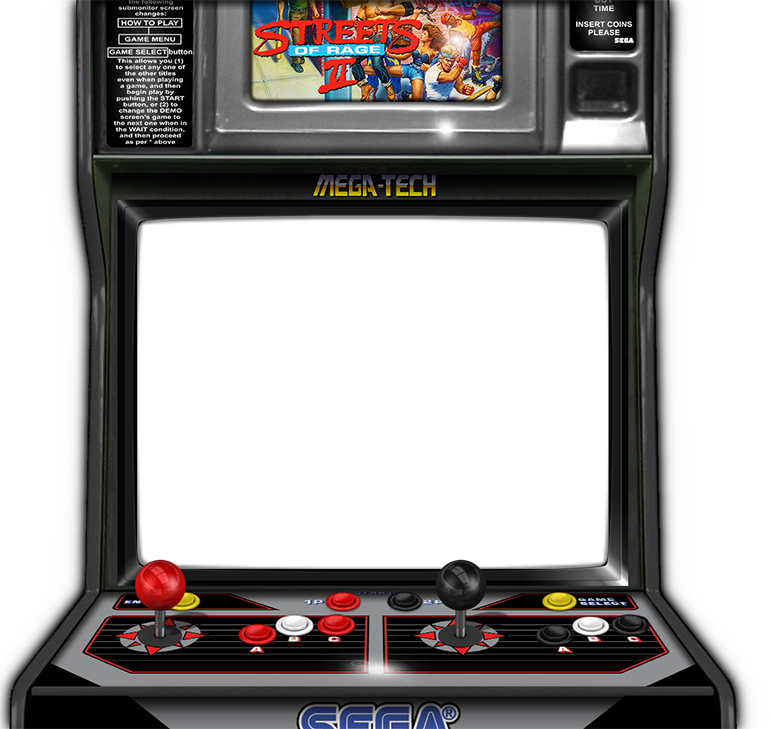 the following
submonitor screen
changes:
HOW TO PLAY
GAME MENU
GAME SELECT button
This allows you (1)
to select any one of
the other titles
even when playing
a game, and then
begin play by
pushing the START
button, or (2) to
change the DEMO
screen's game to
the next one when in
the WAIT condition,
and then proceed
as per * above
STREETS
OF RAGE
II
BUY
TIME
INSERT COINS
PLEASE
SEGA
MEGA-TECH
EN
1P START 2P
GAME
SELECT
A B C
A B C
SEGA®